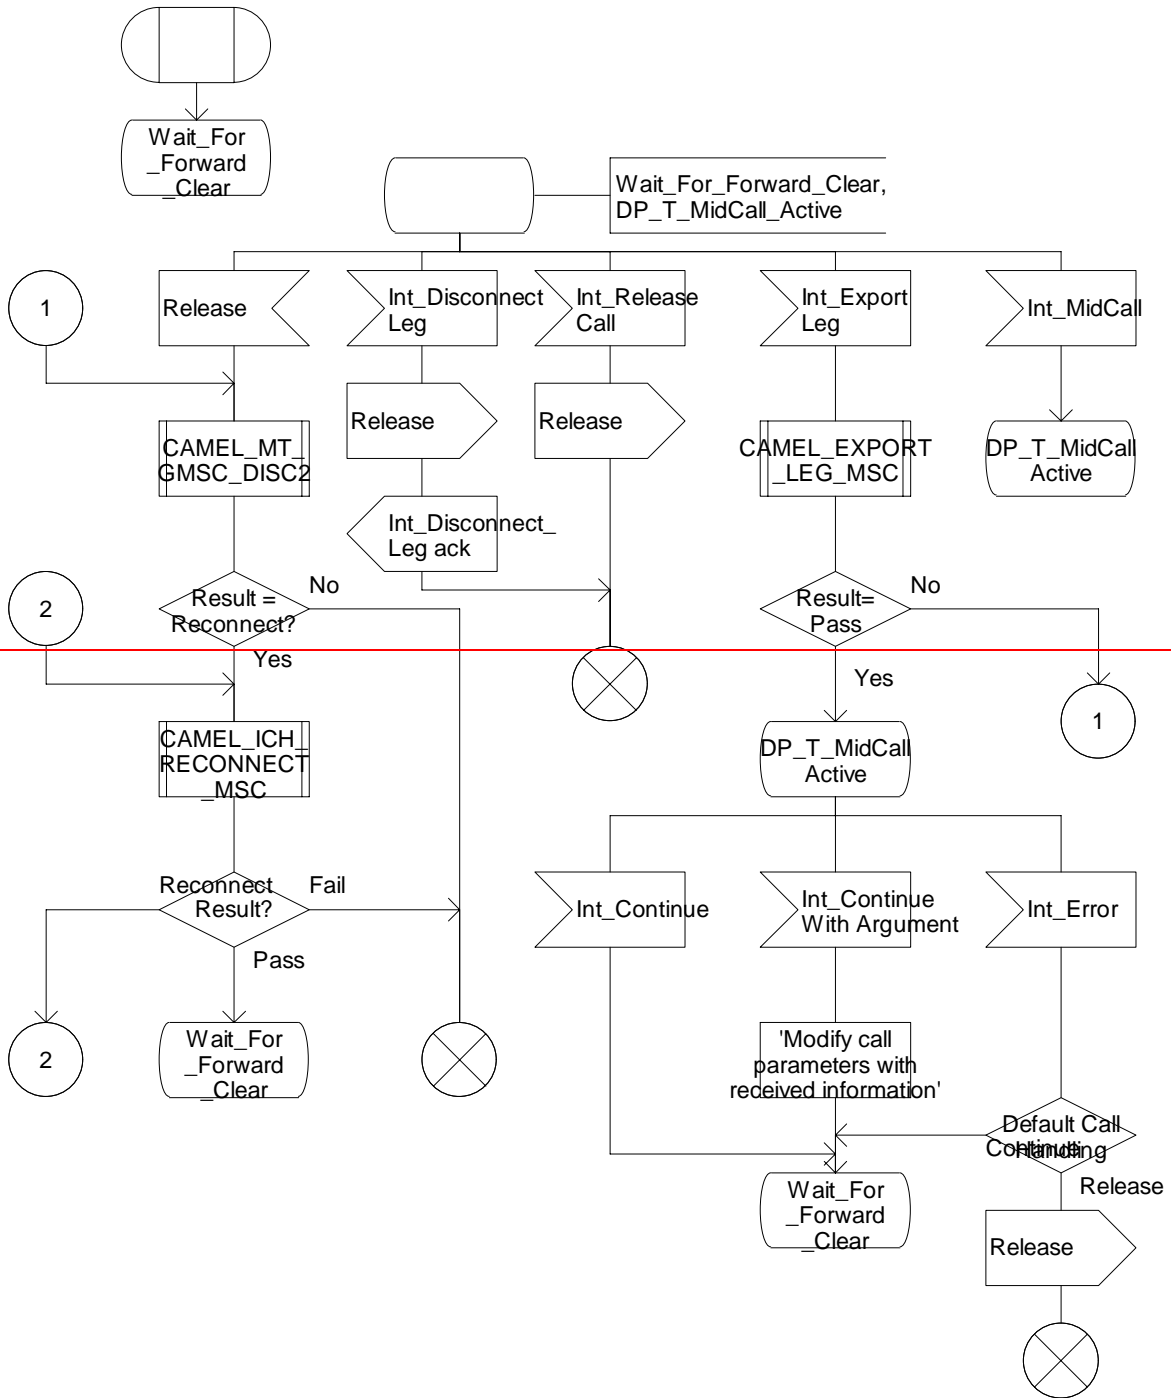 Wait_For
_Forward
_Clear
Wait_For_Forward_Clear,
DP_T_MidCall_Active
1
Release
Int_Disconnect
Leg
Int_Release
Call
Int_Export
Leg
Int_MidCall
Release
Release
CAMEL_MT_
GMSC_DISC2
CAMEL_EXPORT
_LEG_MSC
DP_T_MidCall
Active
Int_Disconnect_
Leg ack
2
Result =
Reconnect?
No
Yes
Result=
Pass
No
Yes
1
CAMEL_ICH_
RECONNECT
_MSC
DP_T_MidCall
Active
Reconnect
Result?
Fail
Pass
Int_Continue
Int_Continue
With Argument
Int_Error
2
Wait_For
_Forward
_Clear
'Modify call
parameters with
received information'
Default Call
Handling
Continue
Release
Wait_For
_Forward
_Clear
Release